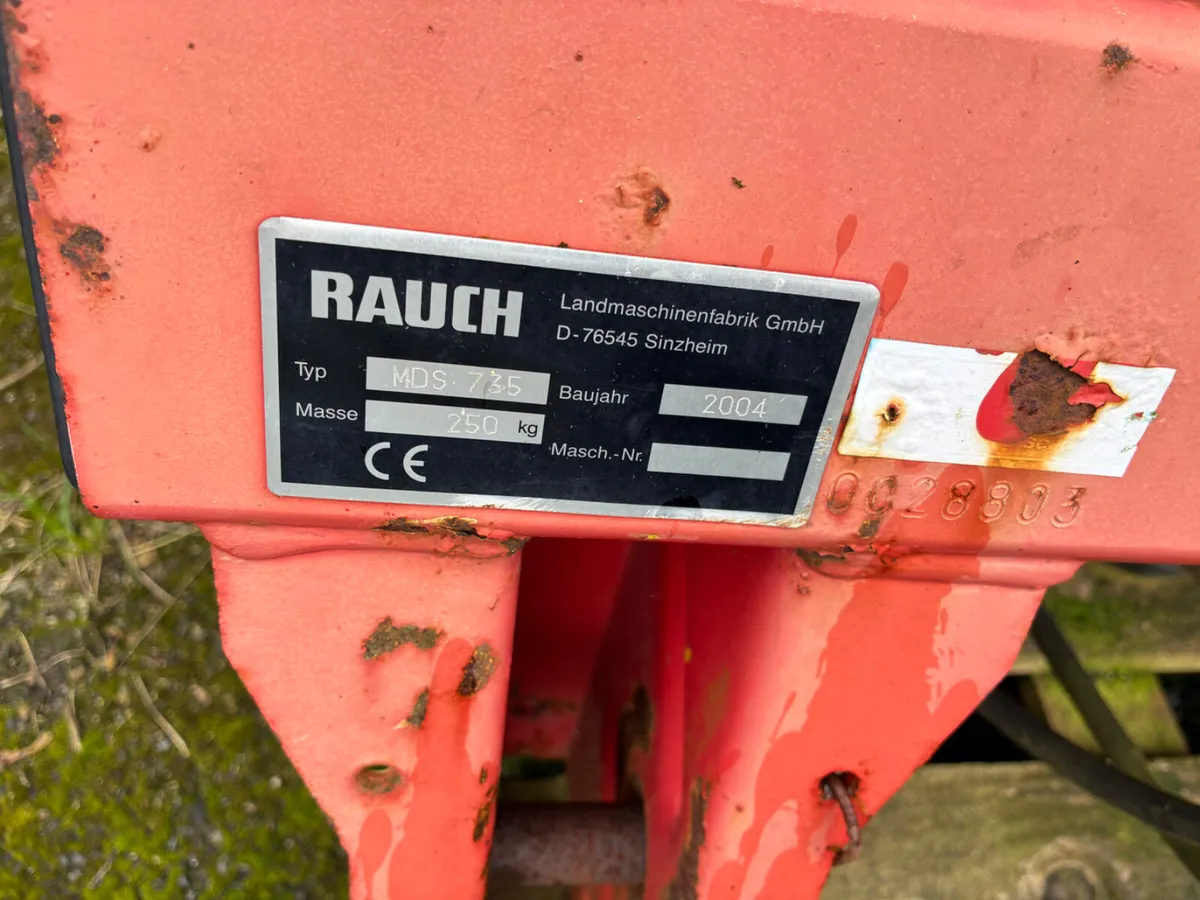 RAUCH
Landmaschinenfabrik GmbH
D-76545 Sinzheim
Typ MDS 735
Baujahr 2004
Masse 250 kg
Masch.-Nr.
CE
0028803